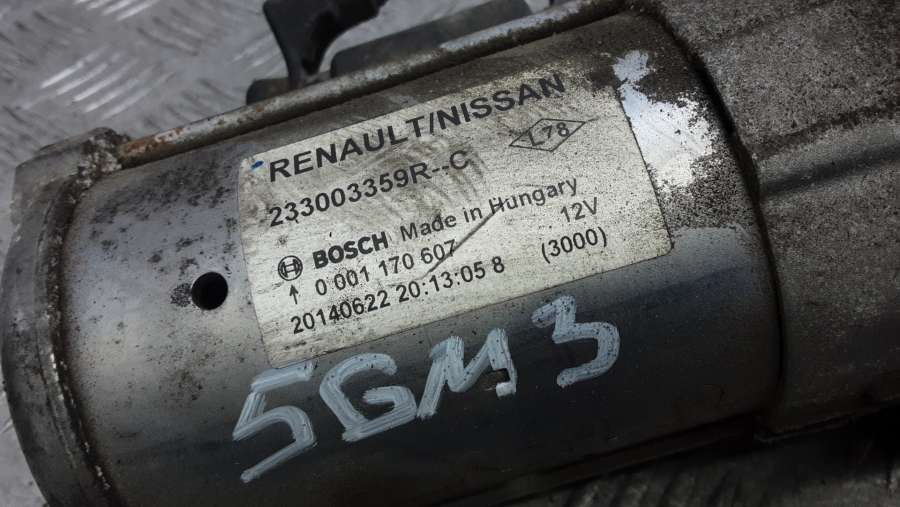 RENAULT/NISSAN
233003359R--C
L78
BOSCH Made in Hungary
0 001 170 607 12V
20140622 20:13:05 8 (3000)
5GM3